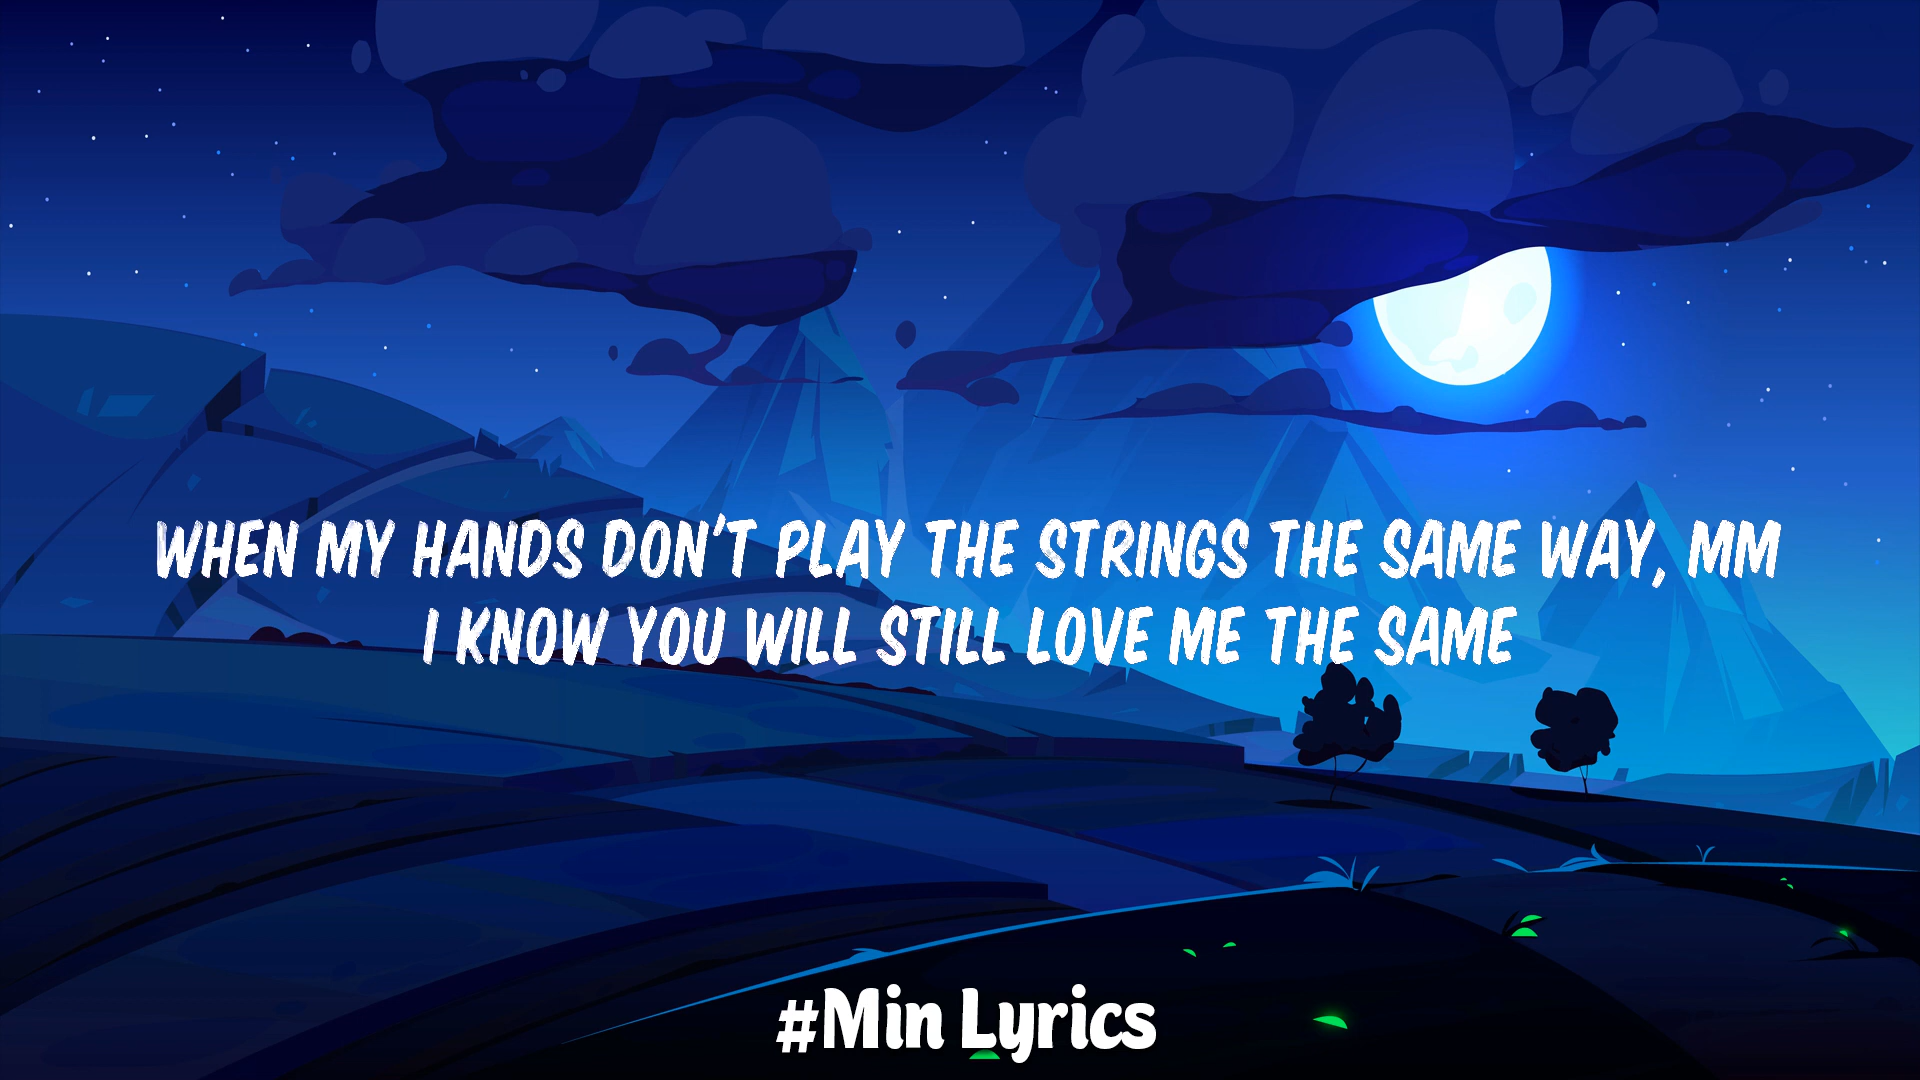 WHEN MY HANDS DON'T PLAY THE STRINGS THE SAME WAY, MM
I KNOW YOU WILL STILL LOVE ME THE SAME
#Min Lyrics